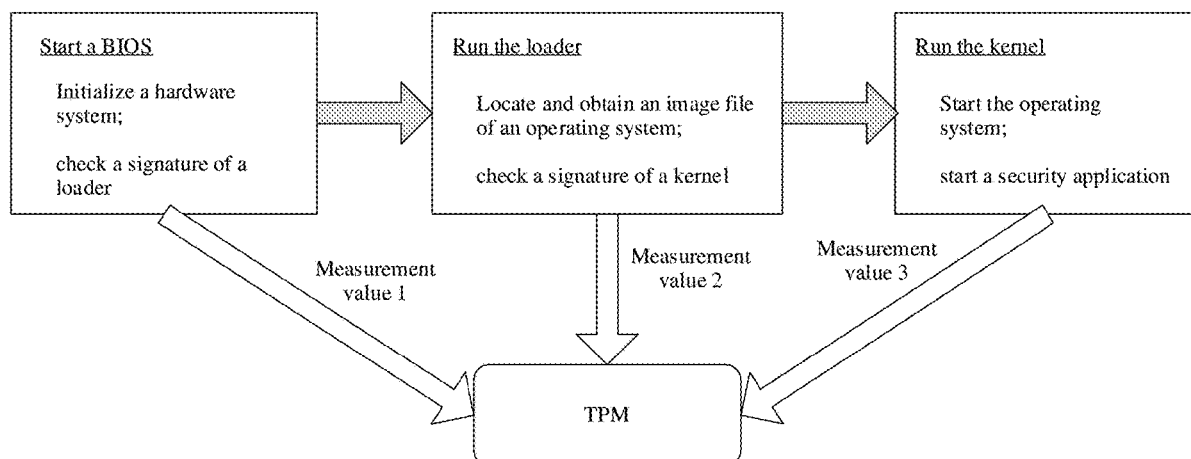 Start a BIOS
Initialize a hardware
system;
check a signature of a
loader
Run the loader
Locate and obtain an image file
of an operating system;
check a signature of a kernel
Run the kernel
Start the operating
system;
start a security application
Measurement
value 1
Measurement
value 2
Measurement
value 3
TPM